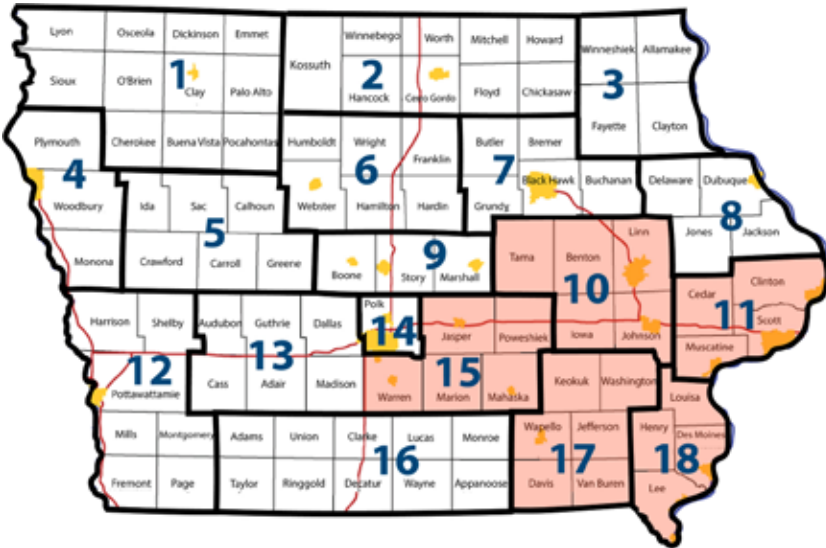 Lyon
Osceola
Dickinson
Emmet
Sioux
O'Brien
1
Clay
Palo Alto
Cherokee
Buena Vista
Pocahontas
Kossuth
Winnebego
Worth
Mitchell
Howard
2
Hancock
Cerro Gordo
Floyd
Chickasaw
Winneshiek
Allamakee
3
Fayette
Clayton
Plymouth
4
Woodbury
Monona
Ida
Sac
Calhoun
5
Crawford
Carroll
Greene
Humboldt
Wright
Franklin
6
Webster
Hamilton
Hardin
Butler
Bremer
7
Black Hawk
Buchanan
Grundy
Delaware
Dubuque
8
Jones
Jackson
9
Boone
Story
Marshall
Tama
Benton
Linn
10
Iowa
Johnson
Cedar
Clinton
11
Scott
Muscatine
Harrison
Shelby
12
Pottawattamie
Mills
Montgomery
Fremont
Page
Audubon
Guthrie
Dallas
13
Cass
Adair
Madison
Polk
14
Jasper
Poweshiek
15
Warren
Marion
Mahaska
Adams
Union
Clarke
Lucas
Monroe
16
Taylor
Ringgold
Decatur
Wayne
Appanoose
Keokuk
Washington
Wapello
Jefferson
17
Davis
Van Buren
Louisa
Henry
Des Moines
18
Lee